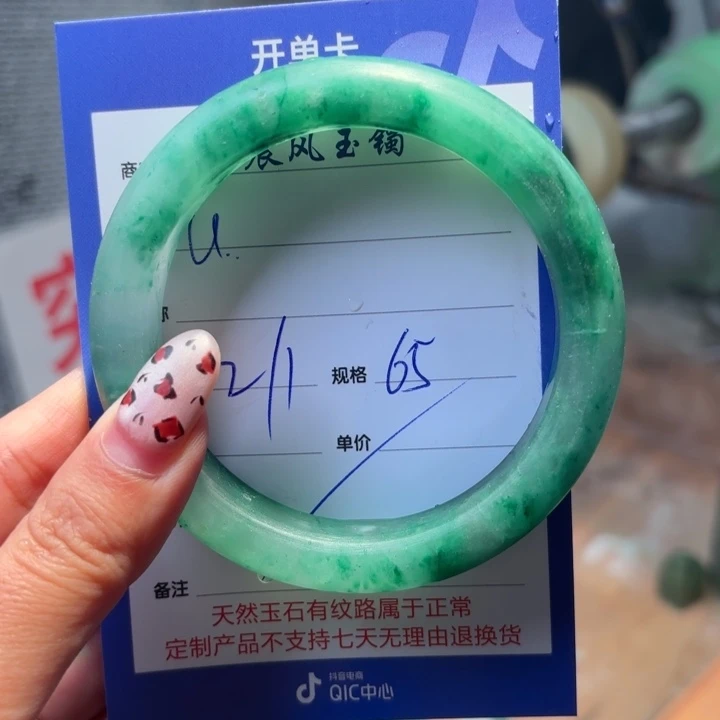 开单卡
商
风玉镯
U..
2/1 规格 65
单价
备注
天然玉石有纹路属于正常
定制产品不支持七天无理由退换货
抖音电商
QIC中心